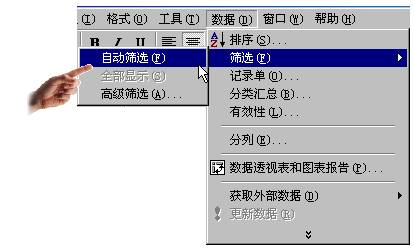 (I) 格式(O) 工具(T) 数据(D) 窗口(W) 帮助(H)
B I U
排序(S)...
筛选(F)
自动筛选(F)
全部显示(S)
高级筛选(A)...
记录单(O)...
分类汇总(B)...
有效性(L)...
分列(E)...
数据透视表和图表报告(P)...
获取外部数据(D)
更新数据(R)